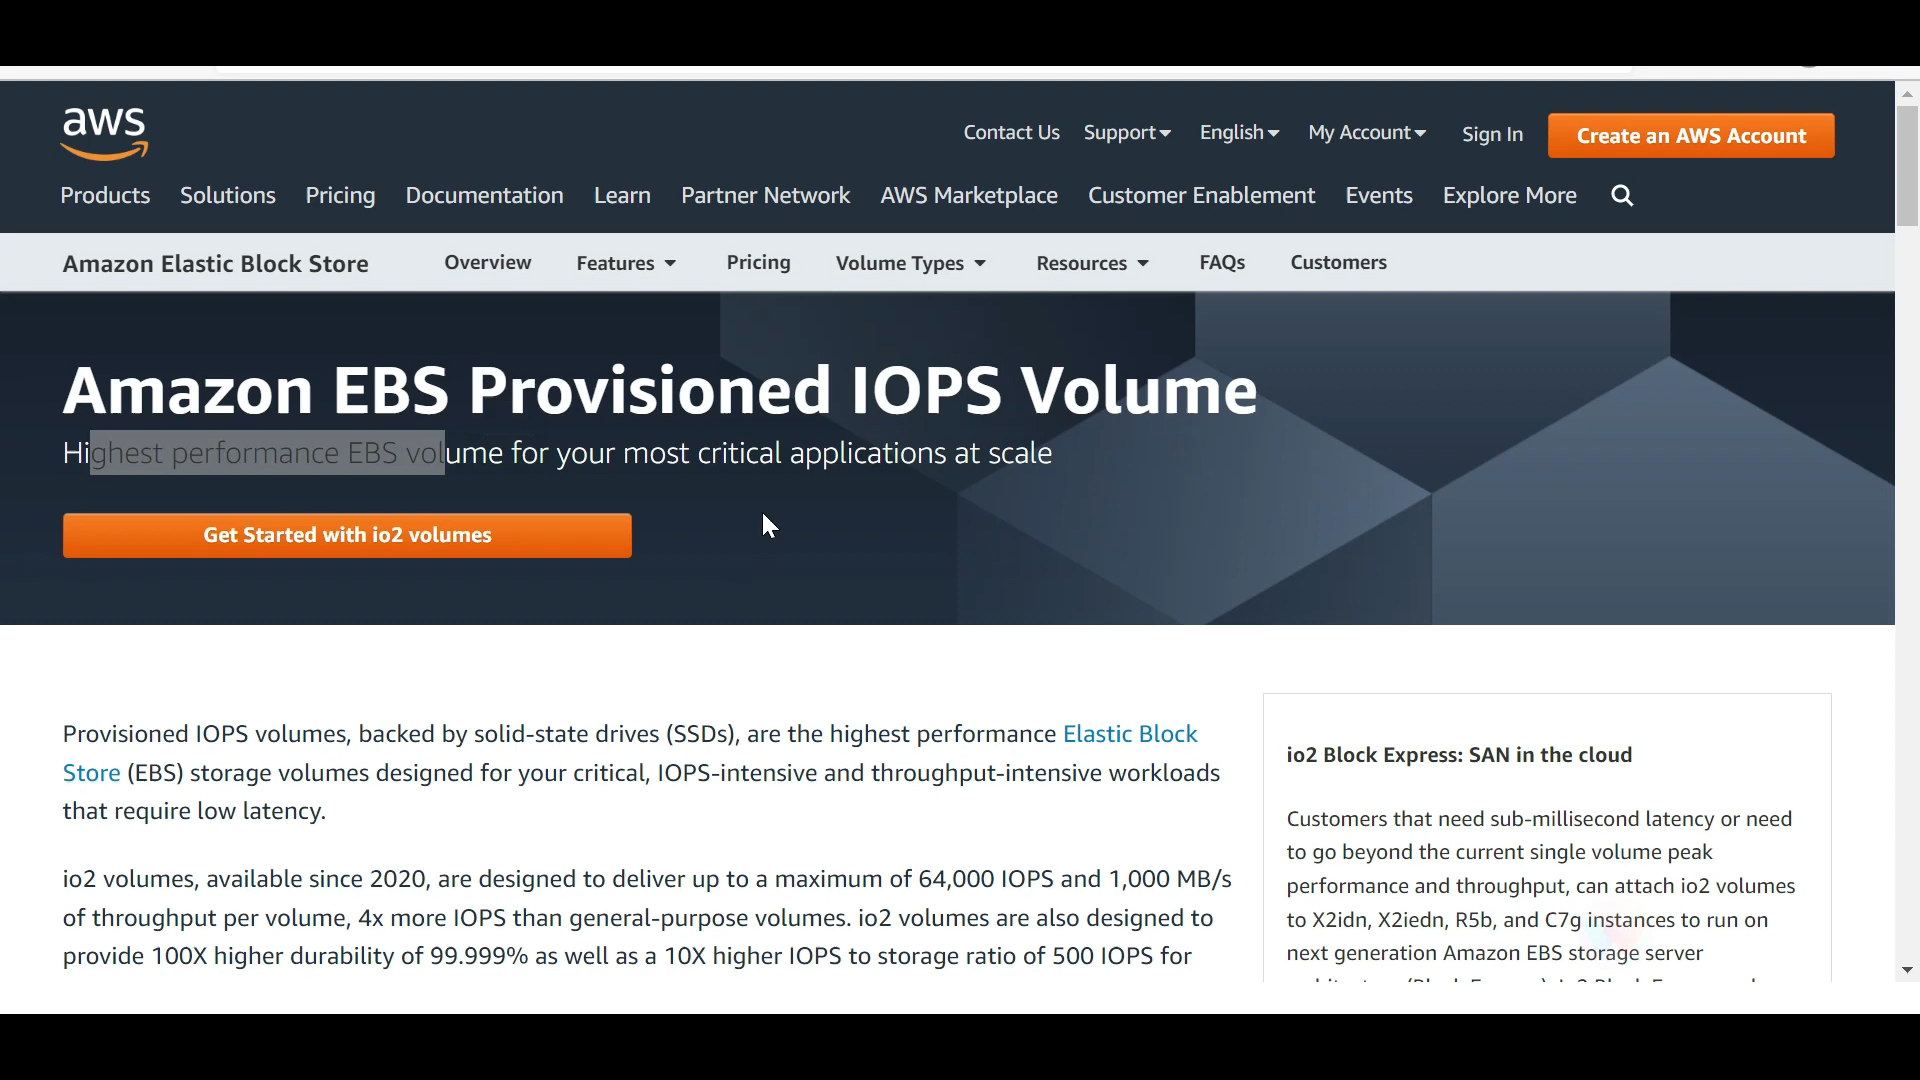 aws
Contact Us Support English My Account Sign In Create an AWS Account
Products Solutions Pricing Documentation Learn Partner Network AWS Marketplace Customer Enablement Events Explore More
Amazon Elastic Block Store Overview Features Pricing Volume Types Resources FAQs Customers
Amazon EBS Provisioned IOPS Volume
Highest performance EBS volume for your most critical applications at scale
Get Started with io2 volumes
Provisioned IOPS volumes, backed by solid-state drives (SSDs), are the highest performance Elastic Block
Store (EBS) storage volumes designed for your critical, IOPS-intensive and throughput-intensive workloads
that require low latency.
io2 volumes, available since 2020, are designed to deliver up to a maximum of 64,000 IOPS and 1,000 MB/s
of throughput per volume, 4x more IOPS than general-purpose volumes. io2 volumes are also designed to
provide 100X higher durability of 99.999% as well as a 10X higher IOPS to storage ratio of 500 IOPS for
io2 Block Express: SAN in the cloud
Customers that need sub-millisecond latency or need
to go beyond the current single volume peak
performance and throughput, can attach io2 volumes
to X2idn, X2iedn, R5b, and C7g instances to run on
next generation Amazon EBS storage server